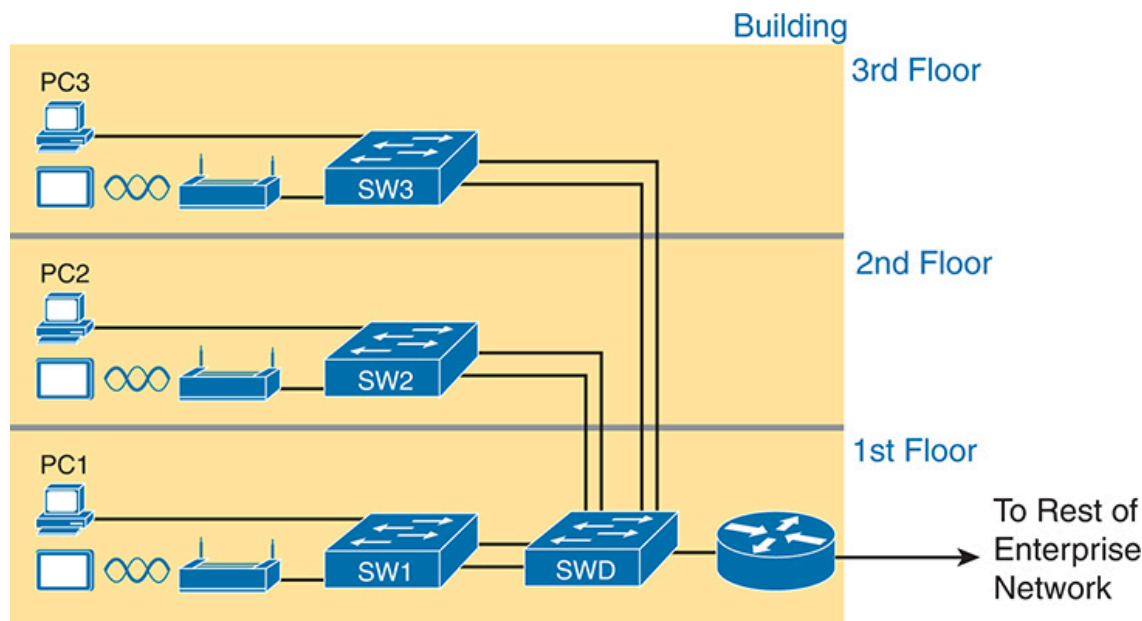 Building
3rd Floor
PC3
SW3
2nd Floor
PC2
SW2
1st Floor
PC1
SW1
SWD
To Rest of
Enterprise
Network